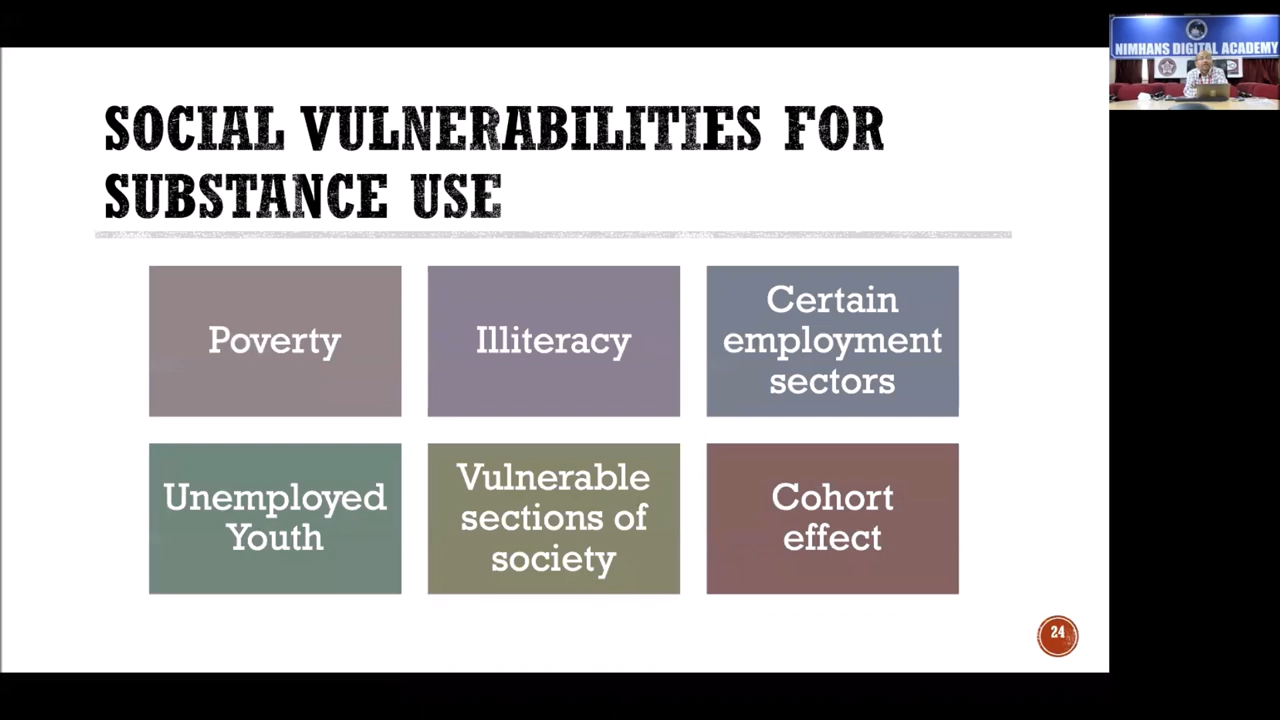 SOCIAL VULNERABILITIES FOR
SUBSTANCE USE
NIMHANS DIGITAL ACADEMY
Poverty
Illiteracy
Certain
employment
sectors
Unemployed
Youth
Vulnerable
sections of
society
Cohort
effect
24